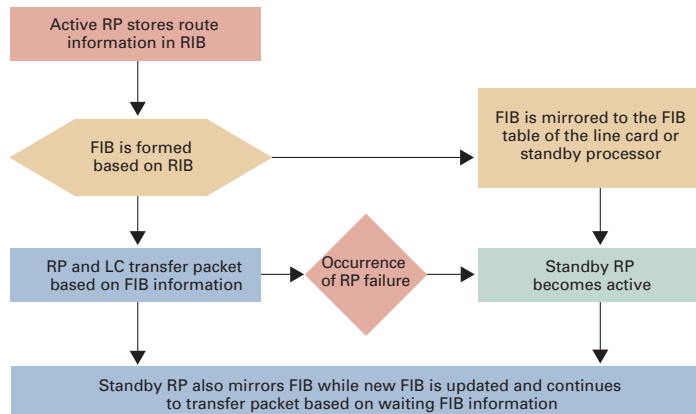 Active RP stores route
information in RIB
FIB is formed
based on RIB
FIB is mirrored to the FIB
table of the line card or
standby processor
RP and LC transfer packet
based on FIB information
Occurrence
of RP failure
Standby RP
becomes active
Standby RP also mirrors FIB while new FIB is updated and continues
to transfer packet based on waiting FIB information